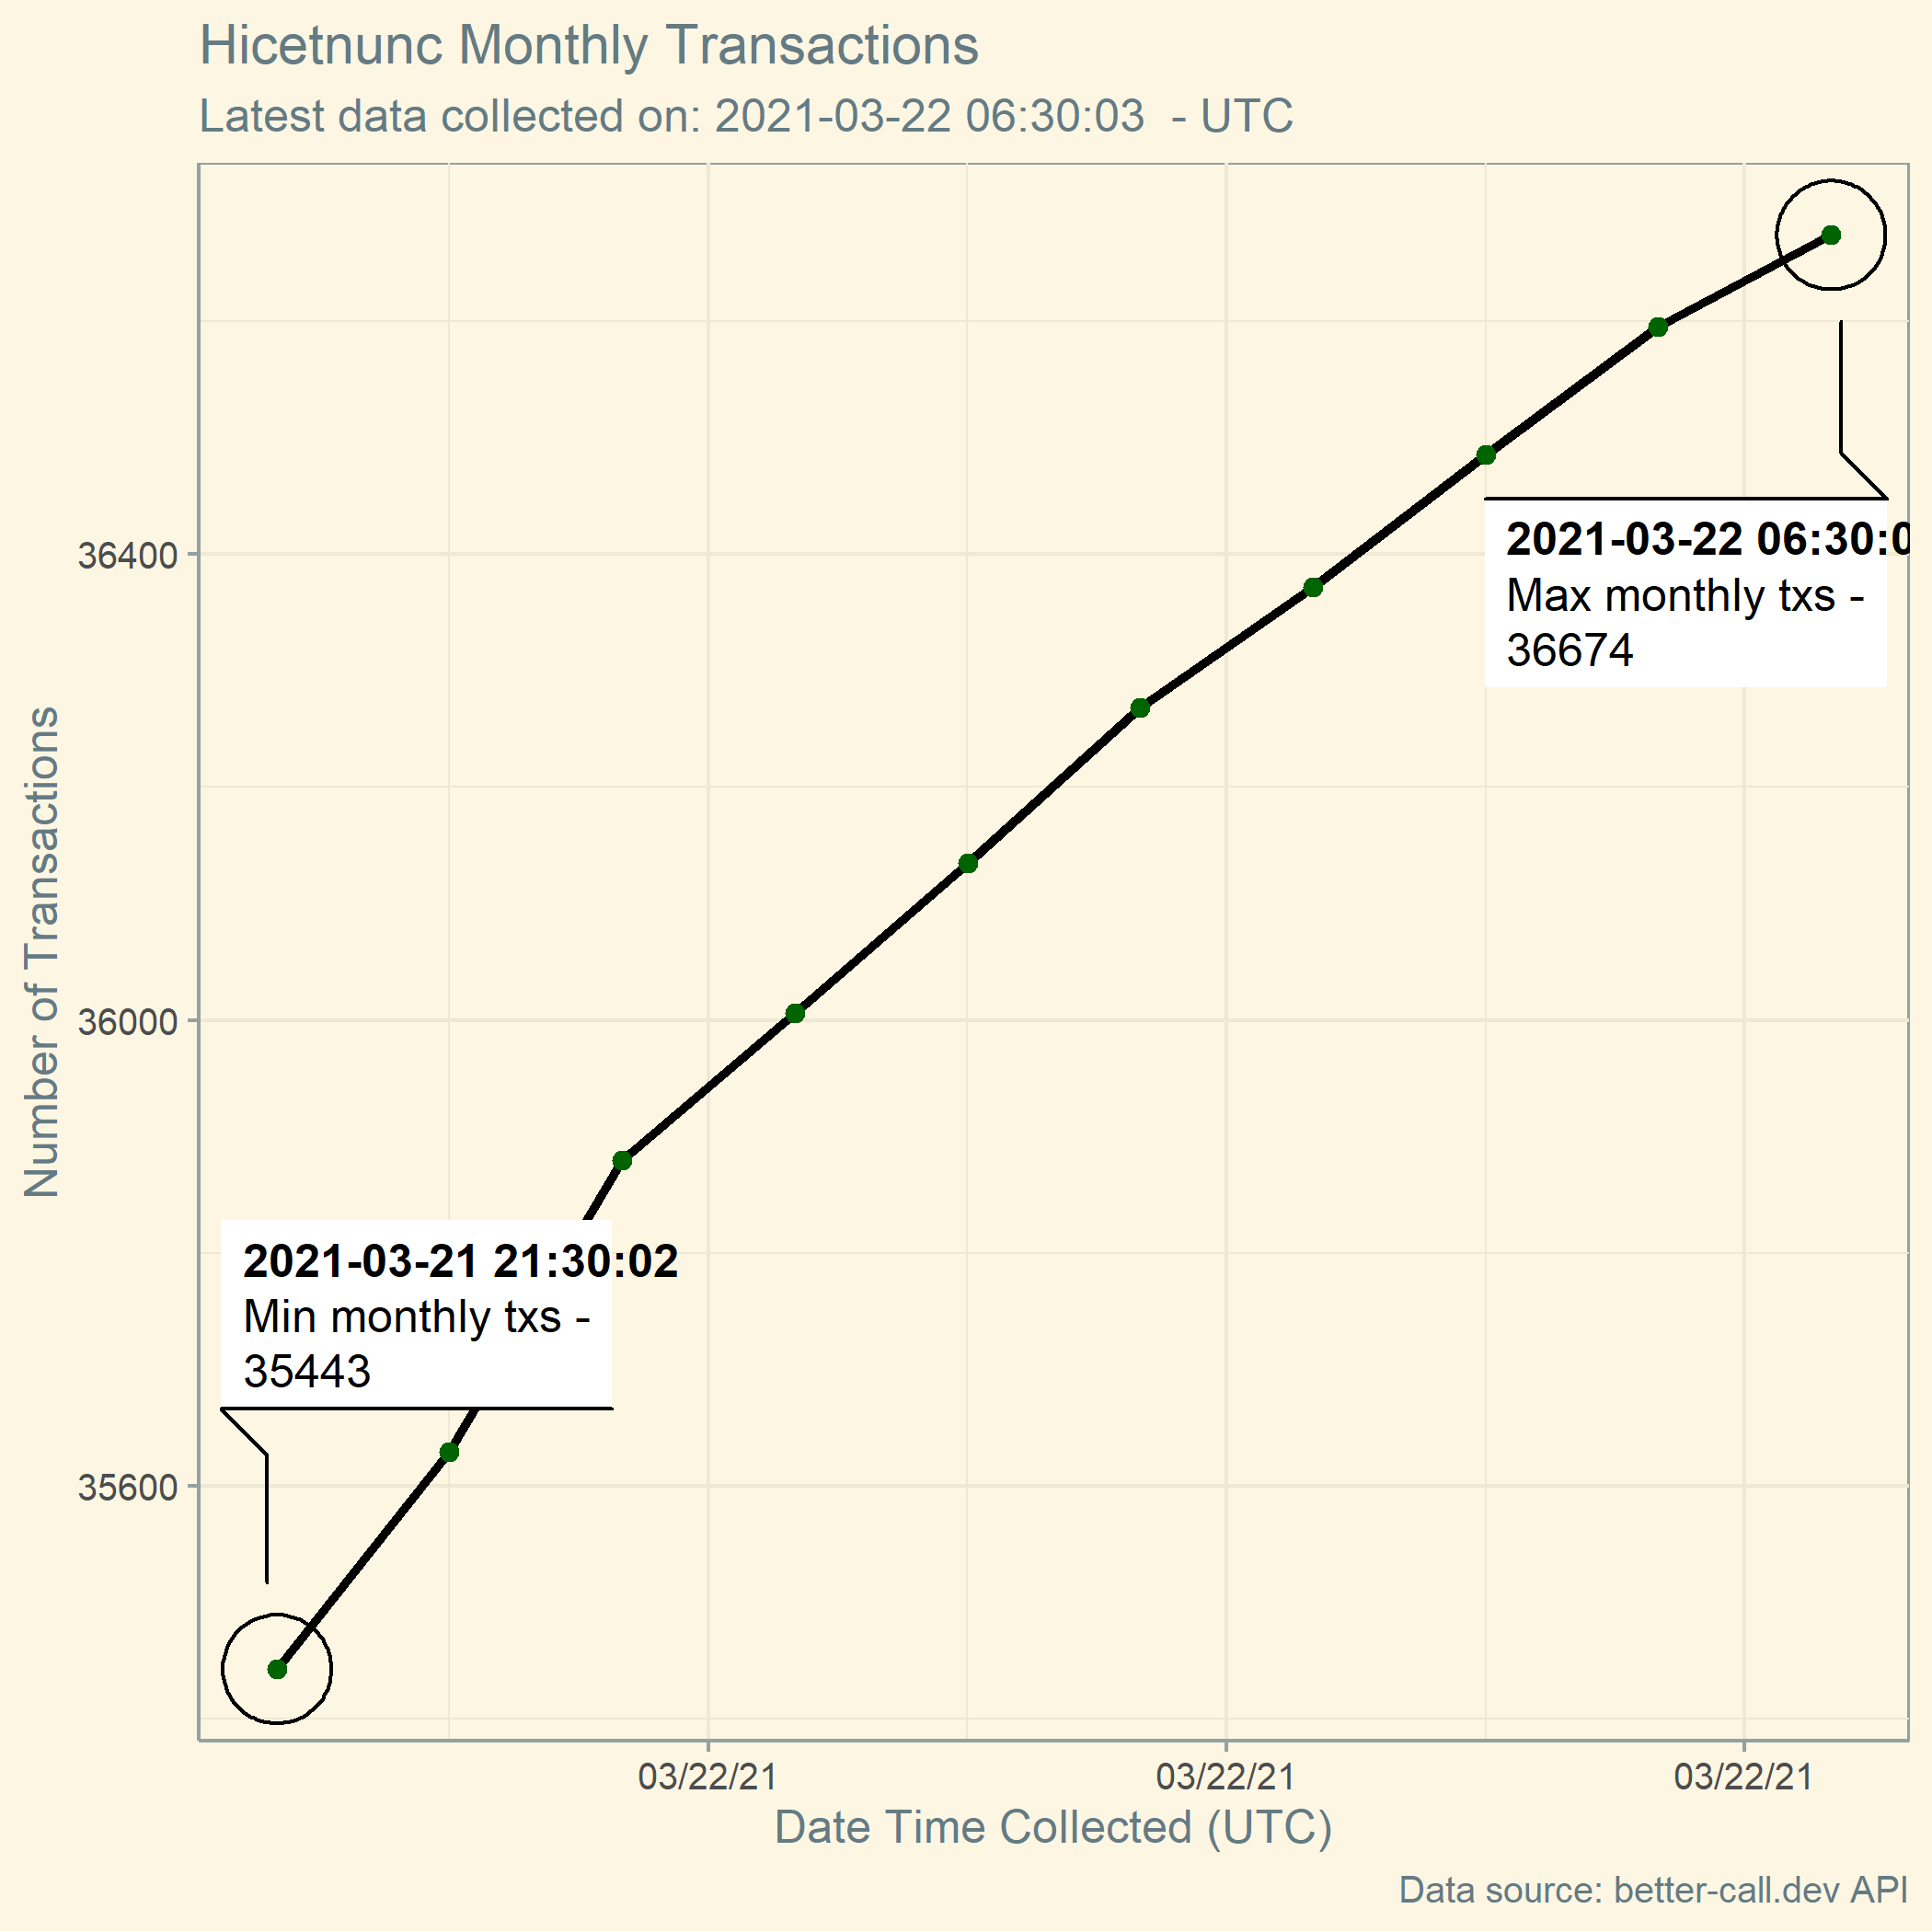 Hicetnunc Monthly Transactions
Latest data collected on: 2021-03-22 06:30:03  - UTC
36400
36000
35600
Number of Transactions
2021-03-22 06:30:0
Max monthly txs -
36674
2021-03-21 21:30:02
Min monthly txs -
35443
03/22/21
03/22/21
03/22/21
Date Time Collected (UTC)
Data source: better-call.dev API